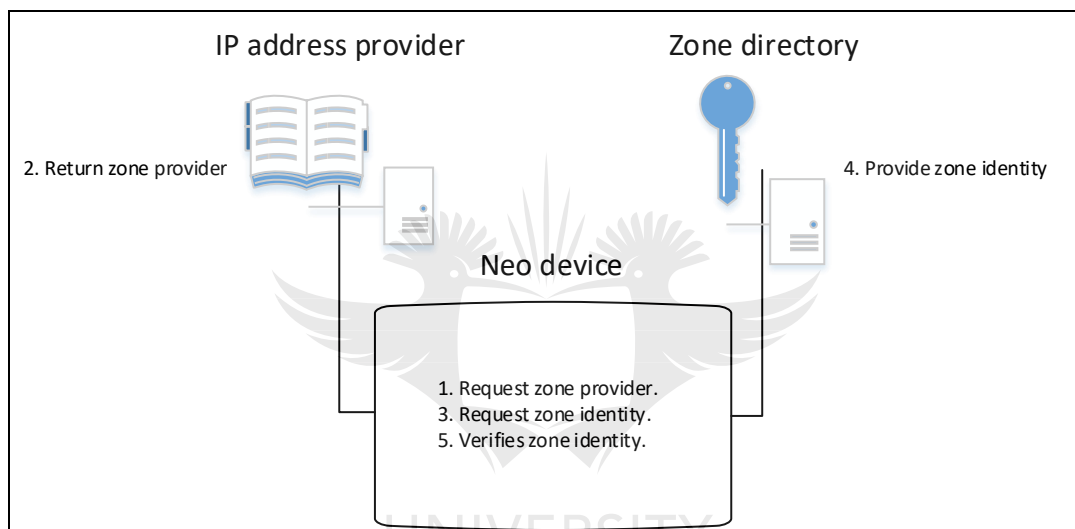 IP address provider
Zone directory
2. Return zone provider
4. Provide zone identity
Neo device
1. Request zone provider.
3. Request zone identity.
5. Verifies zone identity.
UNIVERSITY